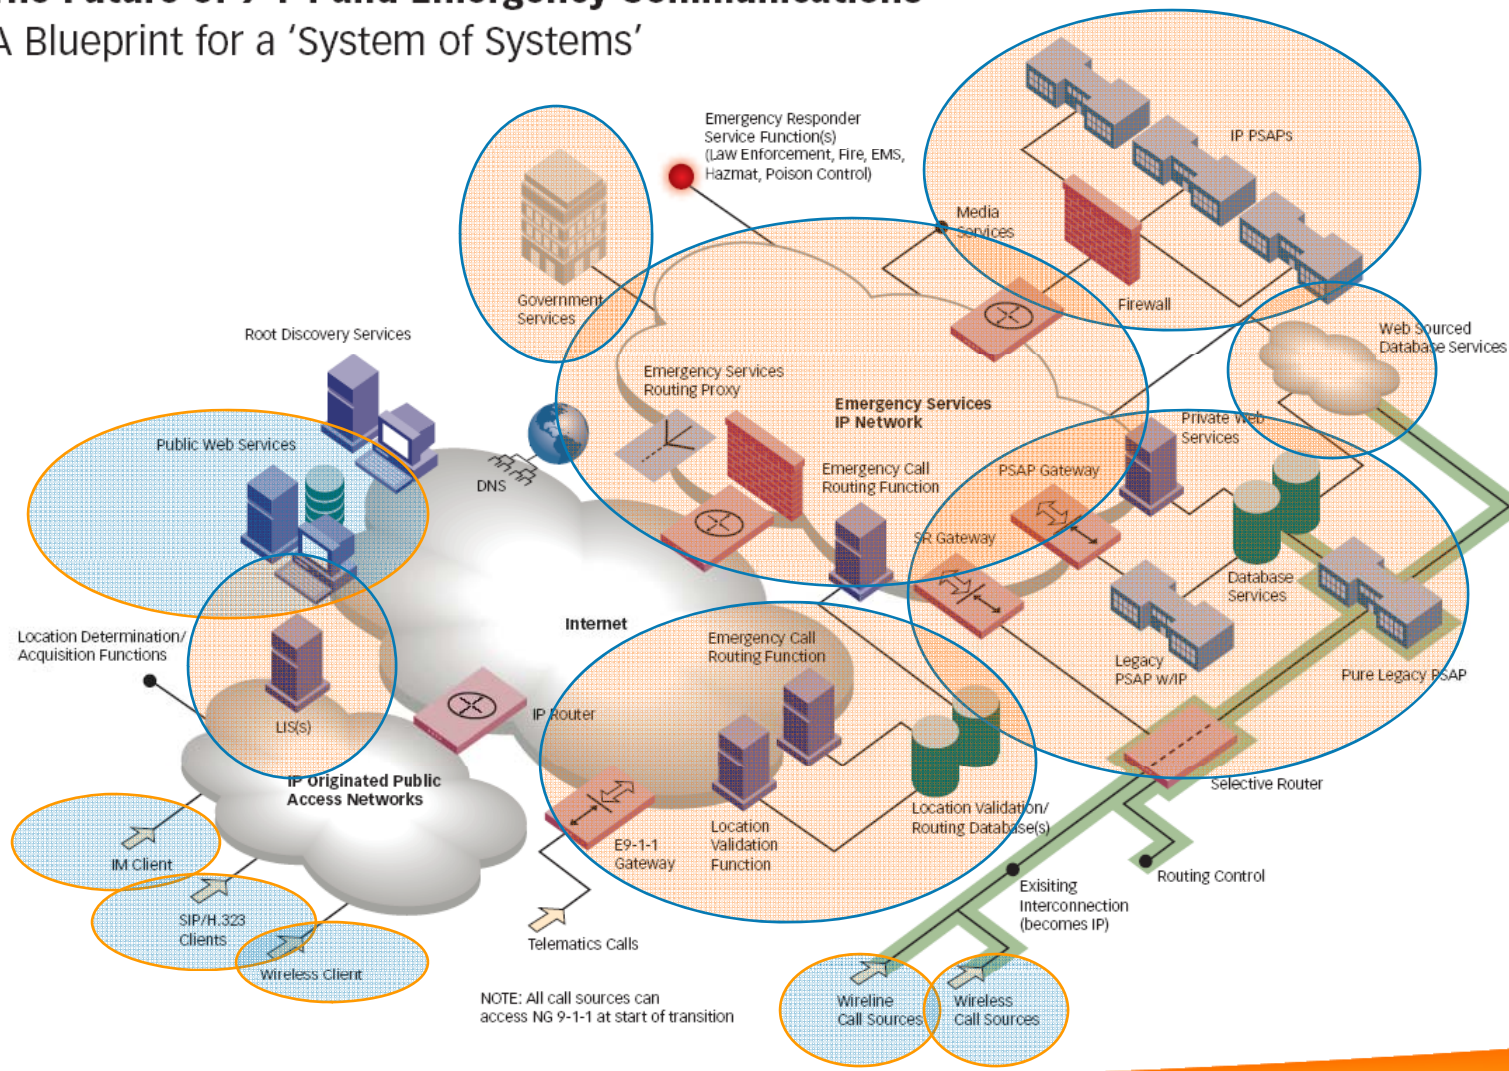 The Future of 9-1-1 and Emergency Communications
A Blueprint for a ‘System of Systems’
Emergency Responder
Service Function(s)
(Law Enforcement, Fire, EMS,
Hazmat, Poison Control)
IP PSAPs
Media
Services
Firewall
Government
Services
Web Sourced
Database Services
Root Discovery Services
Emergency Services
Routing Proxy
Emergency Services
IP Network
Private Web
Services
Public Web Services
DNS
Emergency Call
Routing Function
PSAP Gateway
SR Gateway
Database
Services
Internet
Location Determination/
Acquisition Functions
Emergency Call
Routing Function
Legacy
PSAP w/IP
Pure Legacy PSAP
LIS(s)
IP Router
IP Originated Public
Access Networks
Selective Router
Location Validation/
Routing Database(s)
Location
Validation
Function
E9-1-1
Gateway
IM Client
Routing Control
Exisiting
Interconnection
(becomes IP)
SIP/H.323
Clients
Telematics Calls
Wireless Client
NOTE: All call sources can
access NG 9-1-1 at start of transition
Wireline
Call Sources
Wireless
Call Sources